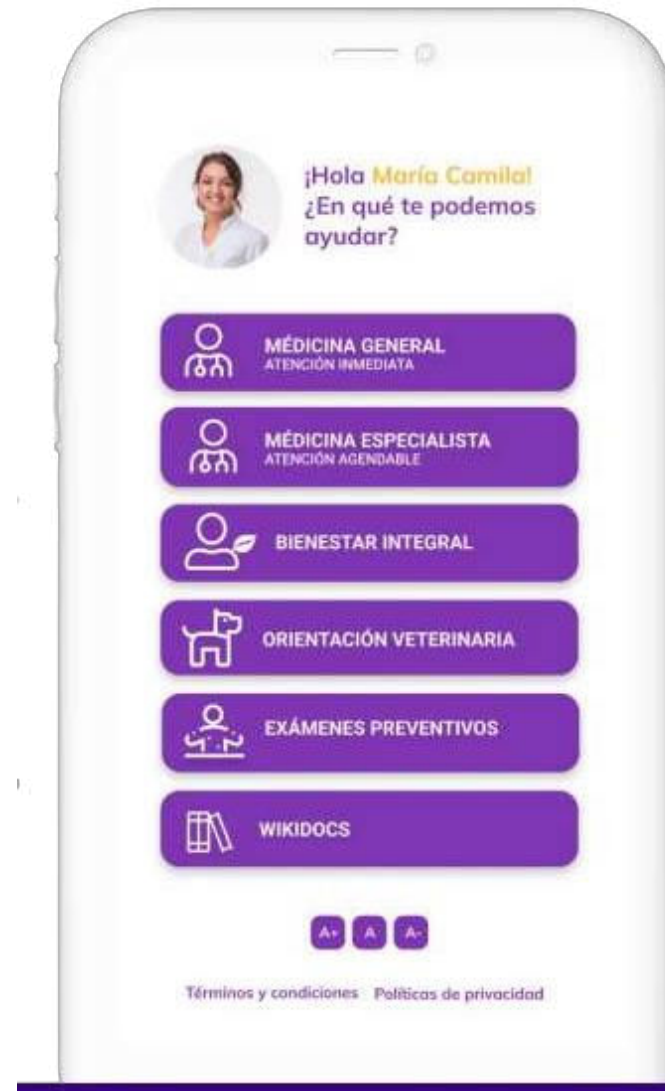 ¡Hola María Camila!
¿En qué te podemos
ayudar?
MÉDICINA GENERAL
ATENCIÓN INMEDIATA
MÉDICINA ESPECIALISTA
ATENCIÓN AGENDABLE
BIENESTAR INTEGRAL
ORIENTACIÓN VETERINARIA
EXÁMENES PREVENTIVOS
WIKIDOCS
A+ A A-
Términos y condiciones Políticas de privacidad